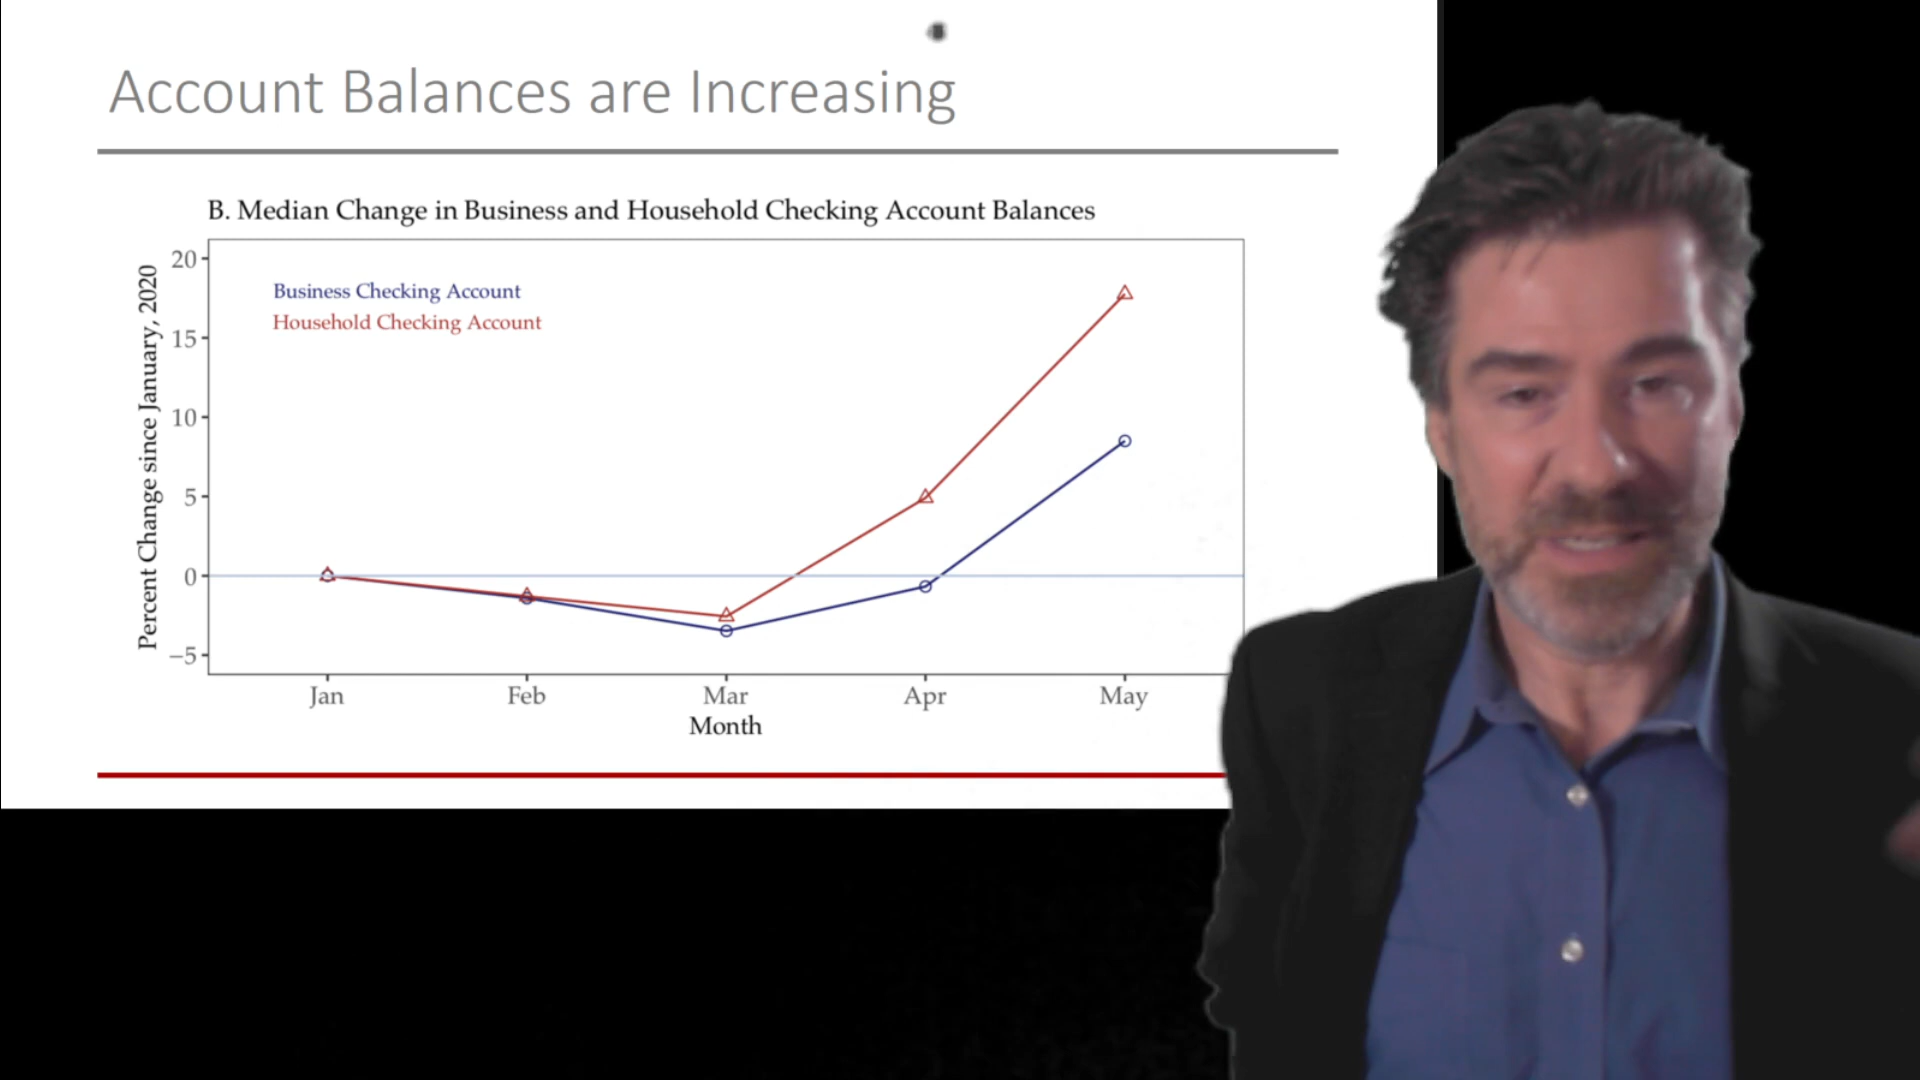 Account Balances are Increasing
B. Median Change in Business and Household Checking Account Balances
Percent Change since January, 2020
20
15
10
5
0
−5
Business Checking Account
Household Checking Account
Jan Feb Mar Apr May
Month